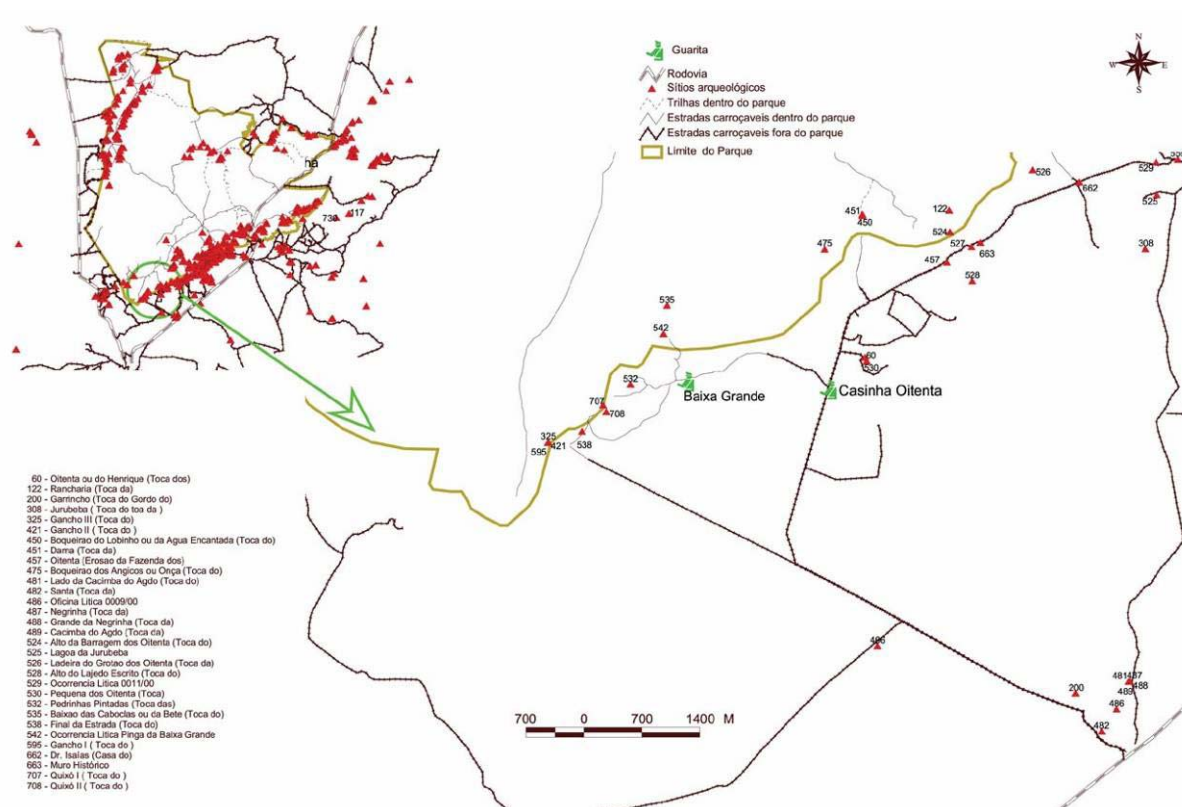 Guarita
Rodovia
Sítios arqueológicos
Trilhas dentro do parque
Estradas carroçaveis dentro do parque
Estradas carroçaveis fora do parque
Limite do Parque
N
W E
S
na
730
417
526
529
662
525
122
451
450
524
527
663
457
475
528
308
535
542
60
530
532
Baixa Grande
Casinha Oitenta
707
708
325
421
595
538
486
200
481 487
489 488
486
482
700 0 700 1400 M
60 - Oitenta ou do Henrique (Toca dos)
122 - Rancharia (Toca da)
200 - Garrincho (Toca do Gordo do)
308 - Jurubeba ( Toca do toa da )
325 - Gancho III (Toca do)
421 - Gancho II ( Toca do )
450 - Boqueirao do Lobinho ou da Agua Encantada (Toca do)
451 - Dama (Toca da)
457 - Oitenta (Erosao da Fazenda dos)
475 - Boqueirao dos Angicos ou Onça (Toca do)
481 - Lado da Cacimba do Agdo (Toca do)
482 - Santa (Toca da)
486 - Oficina Litica 0009/00
487 - Negrinha (Toca da)
488 - Grande da Negrinha (Toca da)
489 - Cacimba do Agdo (Toca da)
524 - Alto da Barragem dos Oitenta (Toca do)
525 - Lagoa da Jurubeba
526 - Ladeira do Grotao dos Oitenta (Toca da)
528 - Alto do Lajedo Escrito (Toca do)
529 - Ocorrencia Litica 0011/00
530 - Pequena dos Oitenta (Toca)
532 - Pedrinhas Pintadas (Toca das)
535 - Baixao das Caboclas ou da Bete (Toca do)
538 - Final da Estrada (Toca do)
542 - Ocorrencia Litica Pinga da Baixa Grande
595 - Gancho I ( Toca do )
662 - Dr. Isaías (Casa do)
663 - Muro Histórico
707 - Quixó I ( Toca do )
708 - Quixó II ( Toca do )